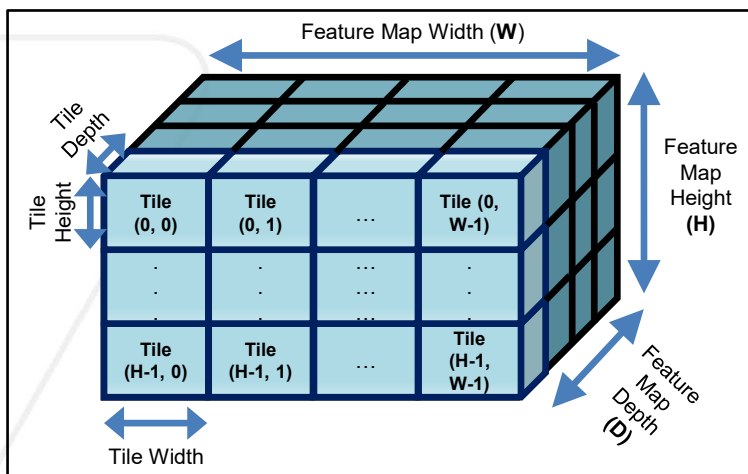 Feature Map Width (W)
Tile
Depth
Tile
Height
Feature
Map
Height
(H)
Tile
(0, 0)
Tile
(0, 1)
...
Tile (0,
W-1)
.
.
.
.
.
.
...
...
...
.
.
.
Tile
(H-1, 0)
Tile
(H-1, 1)
...
Tile
(H-1,
W-1)
Feature
Map
Depth
(D)
Tile Width